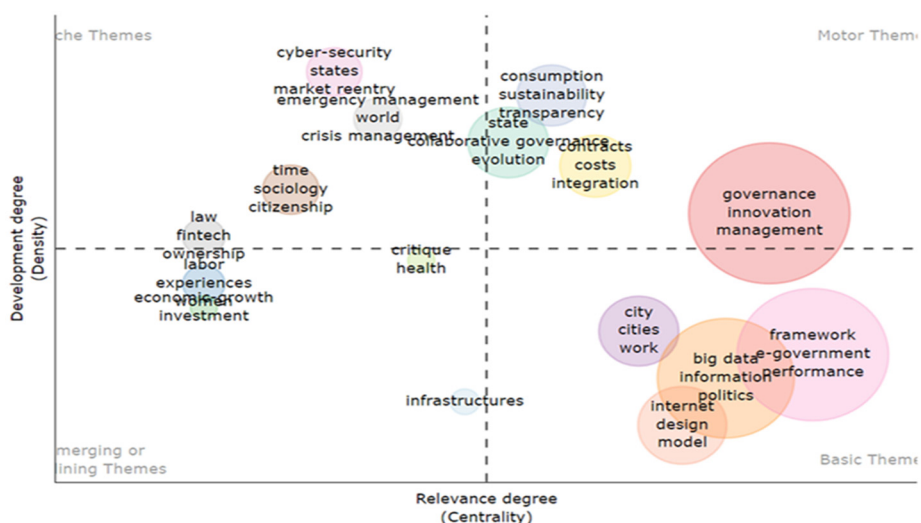 che Themes
Motor Theme
cyber-security
states
market reentry
emergency management
world
crisis management
consumption
sustainability
transparency
state
collaborative governance
evolution
contracts
costs
integration
time
sociology
citizenship
governance
innovation
management
law
fintech
ownership
labor
experiences
women
economic-growth
investment
critique
health
city
cities
work
framework
e-government
performance
big data
information
politics
internet
design
model
infrastructures
merging or
lining Themes
Basic Theme
Development degree
(Density)
Relevance degree
(Centrality)